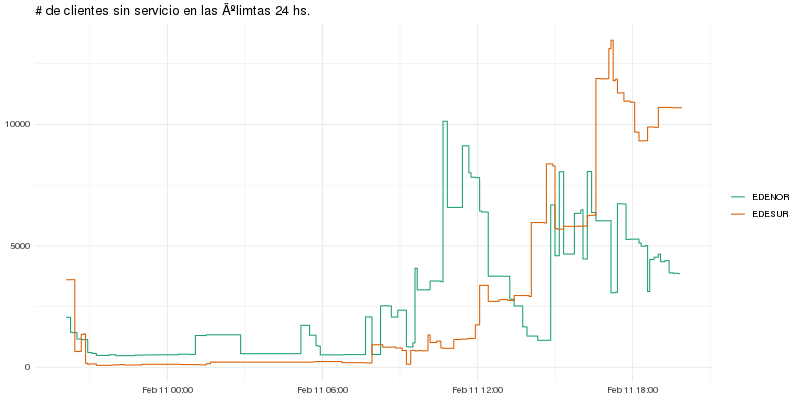 # de clientes sin servicio en las Ãºlimtas 24 hs.
10000
5000
0
Feb 11 00:00
Feb 11 06:00
Feb 11 12:00
Feb 11 18:00
EDENOR
EDESUR